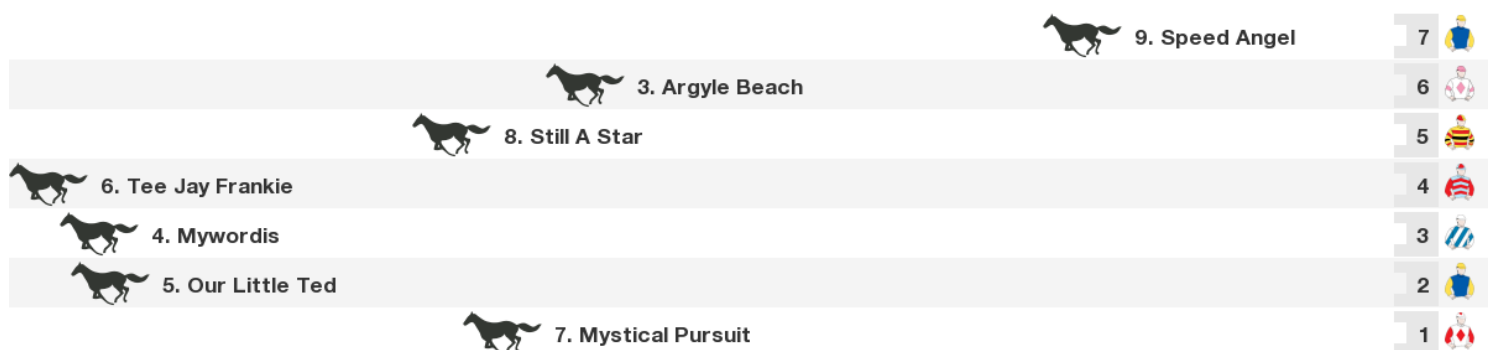 9. Speed Angel 7
3. Argyle Beach 6
8. Still A Star 5
6. Tee Jay Frankie 4
4. Mywordis 3
5. Our Little Ted 2
7. Mystical Pursuit 1